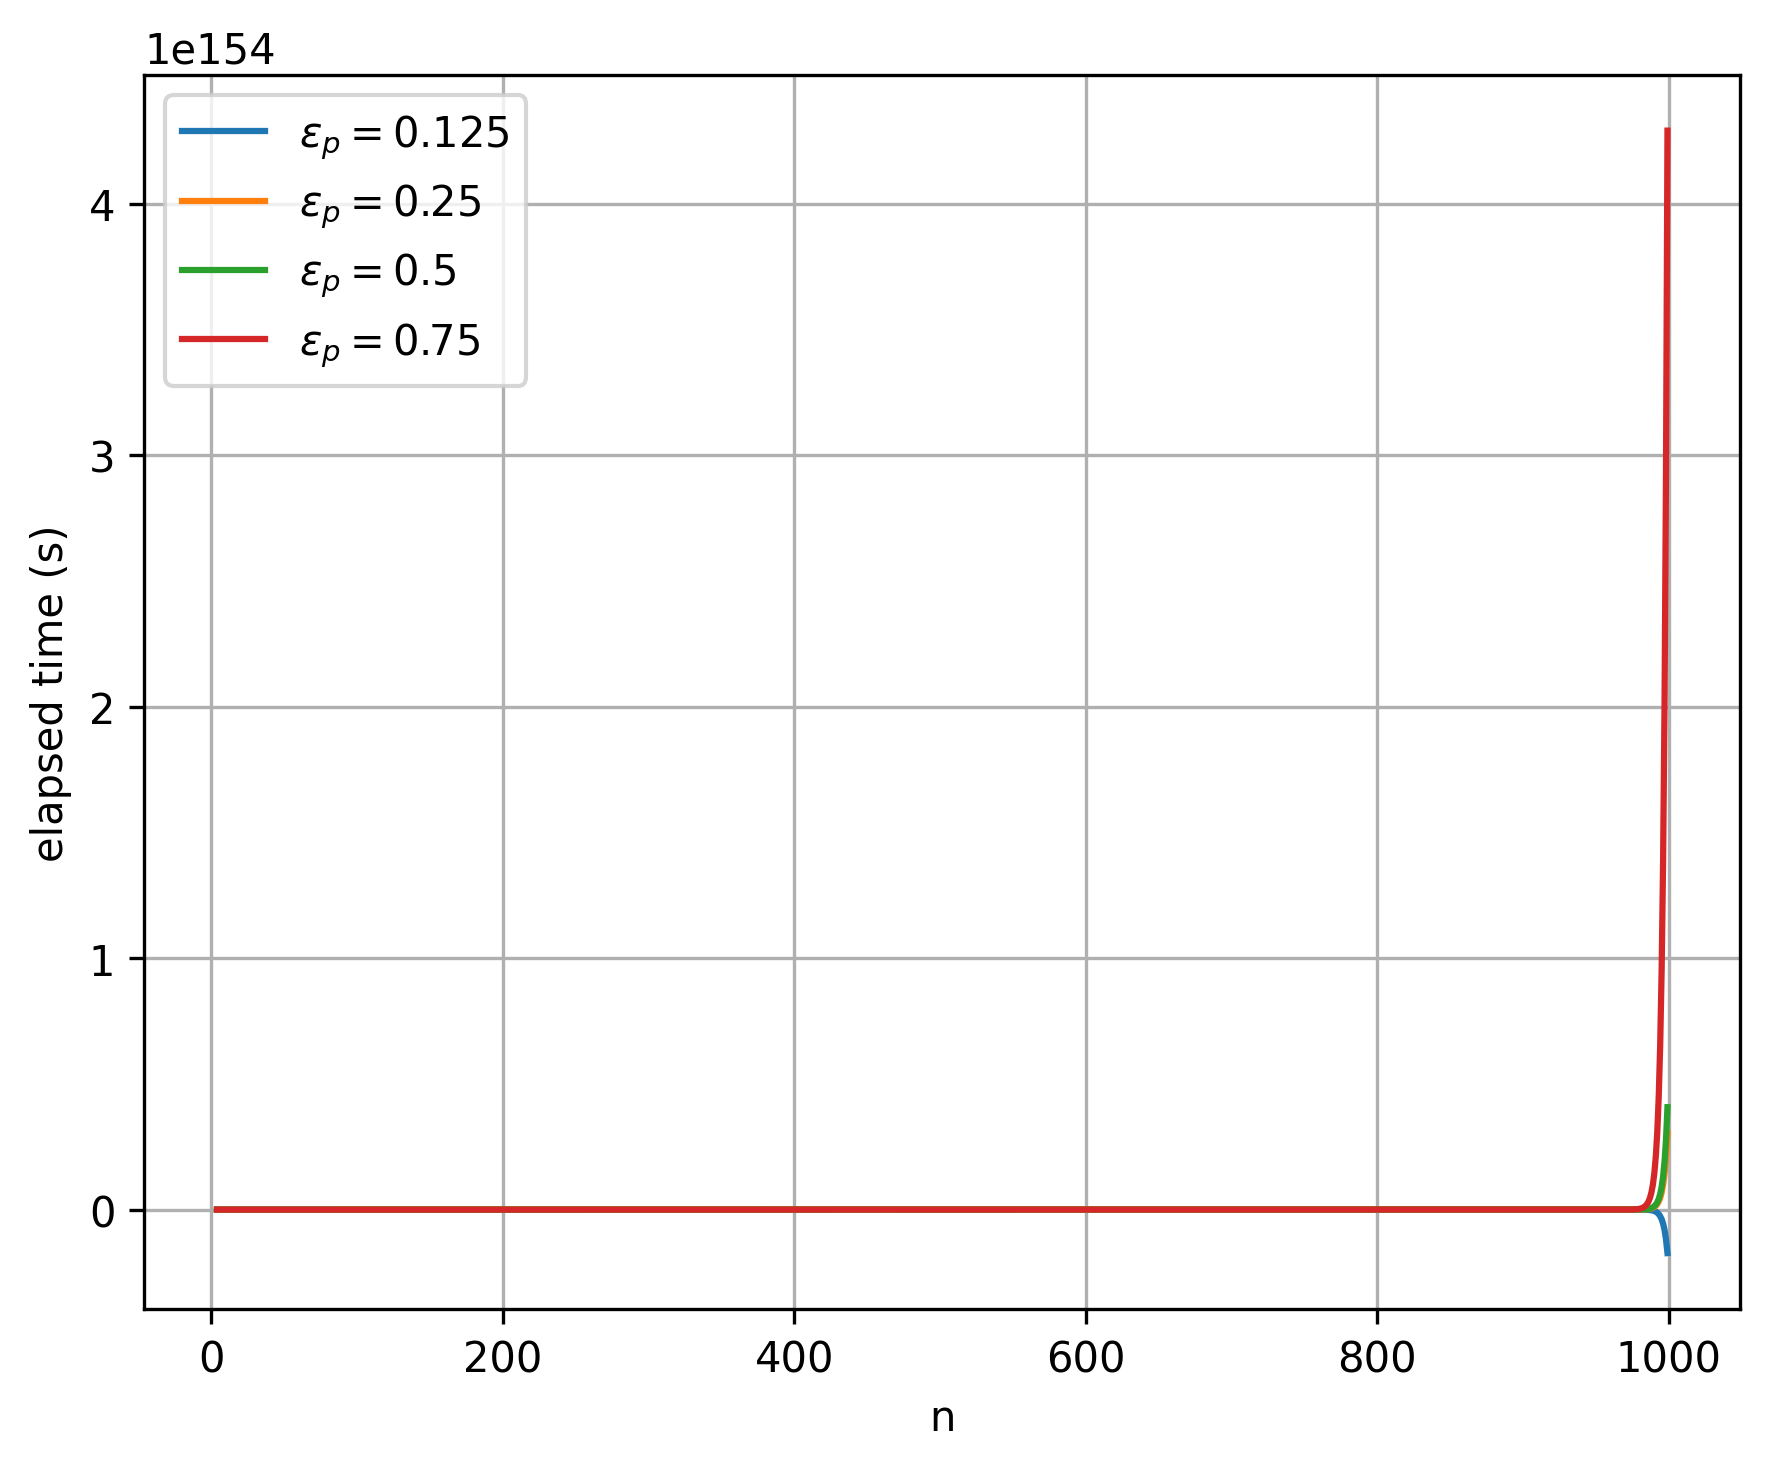 1e154
ε_p = 0.125
ε_p = 0.25
ε_p = 0.5
ε_p = 0.75
4
3
2
1
0
elapsed time (s)
0 200 400 600 800 1000
n